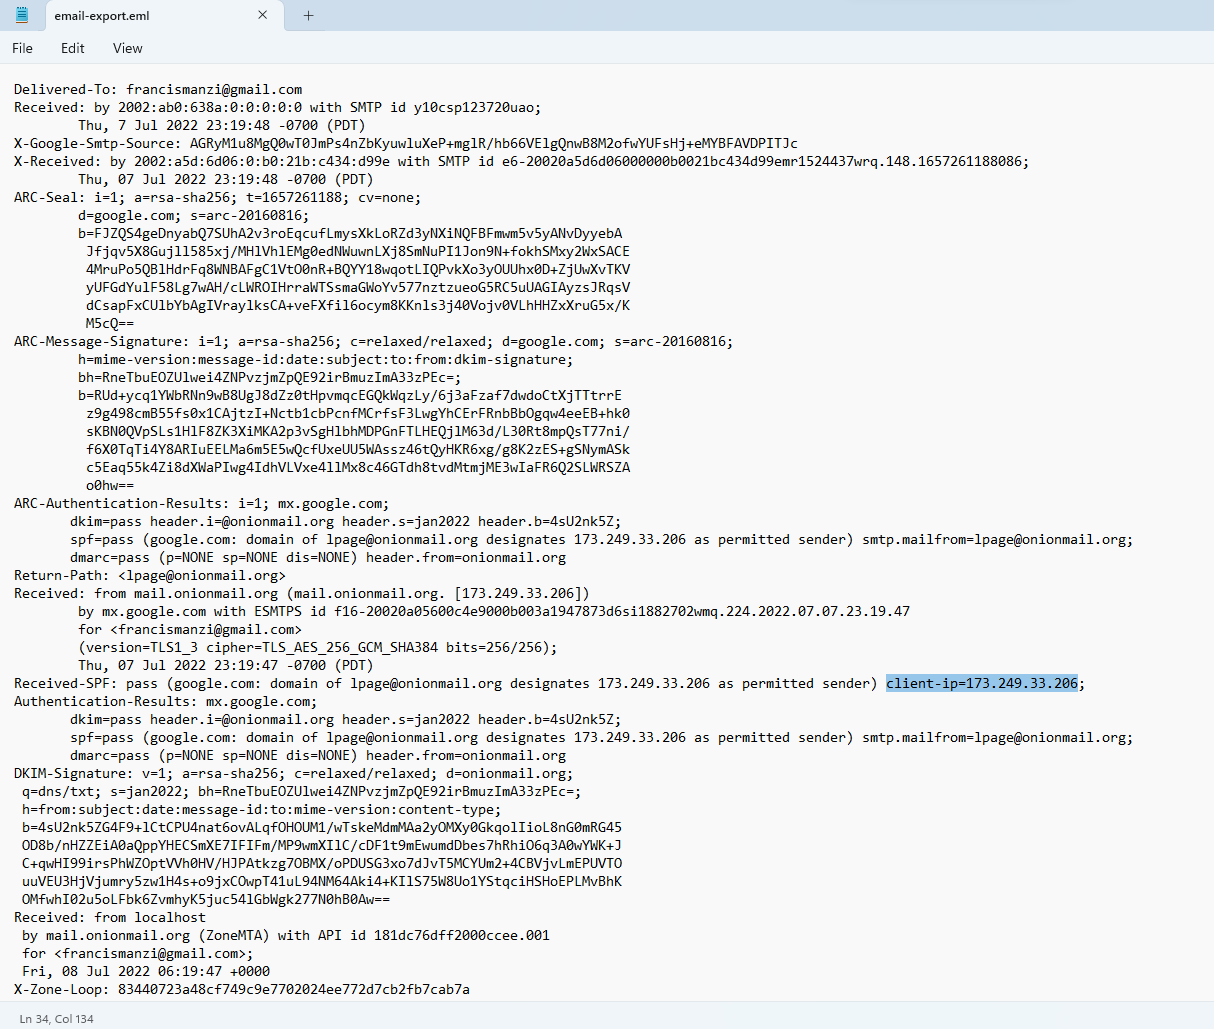 email-export.eml
File Edit View
Delivered-To: francismanzi@gmail.com
Received: by 2002:ab0:638a:0:0:0:0:0 with SMTP id y10csp123720uao;
Thu, 7 Jul 2022 23:19:48 -0700 (PDT)
X-Google-Smtp-Source: AGRyM1u8MgQ0wT0JmPs4nZbKyuwluXeP+mglR/hb66VElgQnwB8M2ofwYUFsHj+eMYBFAVDPITJc
X-Received: by 2002:a5d:6d06:0:b0:21b:c434:d99e with SMTP id e6-20020a5d6d06000000b0021bc434d99emr1524437wrq.148.1657261188086;
Thu, 07 Jul 2022 23:19:48 -0700 (PDT)
ARC-Seal: i=1; a=rsa-sha256; t=1657261188; cv=none;
d=google.com; s=arc-20160816;
b=FJZQS4geDnyabQ7SUhA2v3roEqcufLmysXkLoRZd3yNXiNQFBFmwm5v5yANvDyyebA
Jfjqv5X8Gujll585xj/MHlVhlEMg0edNWuwnLXj8SmNuPI1Jon9N+fokhSMxy2WxSACE
4MruPo5QBlHdrFq8WNBAFgC1VtO0nR+BQYY18wqotLIQPvkXo3yOUUhx0D+ZjUwXvTKV
yUFGdYulF58Lg7wAH/cLWROIHrraWTSsmaGWoYv577nztzueoG5RC5uUAGIAyzsJRqsV
dCsapFxCUlbYbAgIVraylksCA+veFXfil6ocym8KKnls3j40Vojv0VLhHHZxXruG5x/K
M5cQ==
ARC-Message-Signature: i=1; a=rsa-sha256; c=relaxed/relaxed; d=google.com; s=arc-20160816;
h=mime-version:message-id:date:subject:to:from:dkim-signature;
bh=RneTbuEOZUlwei4ZNPvzjmZpQE92irBmuzImA33zPEc=;
b=RUd+ycq1YWbRNn9wB8UgJ8dZz0tHpvmqcEGQkWqzLy/6j3aFzaf7dwdoCtXjTTtrrE
z9g498cmB55fs0x1CAjtzI+Nctb1cbPcnfMCrfsF3LwgYhCErFRnbBbOgqw4eeEB+hk0
sKBN0QVpSLs1HlF8ZK3XiMKA2p3vSgHlbhMDPGnFTLHEQjlM63d/L30Rt8mpQsT77ni/
f6X0TqTi4Y8ARIuEELMa6m5E5wQcfUxeUU5WAssz46tQyHKR6xg/g8K2zES+gSNymASk
c5Eaq55k4Zi8dXWaPIwg4IdhVLVxe4llMx8c46GTdh8tvdMtmjME3wIaFR6Q2SLWRSZA
o0hw==
ARC-Authentication-Results: i=1; mx.google.com;
dkim=pass header.i=@onionmail.org header.s=jan2022 header.b=4sU2nk5Z;
spf=pass (google.com: domain of lpage@onionmail.org designates 173.249.33.206 as permitted sender) smtp.mailfrom=lpage@onionmail.org;
dmarc=pass (p=NONE sp=NONE dis=NONE) header.from=onionmail.org
Return-Path: <lpage@onionmail.org>
Received: from mail.onionmail.org (mail.onionmail.org. [173.249.33.206])
by mx.google.com with ESMTPS id f16-20020a05600c4e9000b003a1947873d6si1882702wmq.224.2022.07.07.23.19.47
for <francismanzi@gmail.com>
(version=TLS1_3 cipher=TLS_AES_256_GCM_SHA384 bits=256/256);
Thu, 07 Jul 2022 23:19:47 -0700 (PDT)
Received-SPF: pass (google.com: domain of lpage@onionmail.org designates 173.249.33.206 as permitted sender) client-ip=173.249.33.206;
Authentication-Results: mx.google.com;
dkim=pass header.i=@onionmail.org header.s=jan2022 header.b=4sU2nk5Z;
spf=pass (google.com: domain of lpage@onionmail.org designates 173.249.33.206 as permitted sender) smtp.mailfrom=lpage@onionmail.org;
dmarc=pass (p=NONE sp=NONE dis=NONE) header.from=onionmail.org
DKIM-Signature: v=1; a=rsa-sha256; c=relaxed/relaxed; d=onionmail.org;
q=dns/txt; s=jan2022; bh=RneTbuEOZUlwei4ZNPvzjmZpQE92irBmuzImA33zPEc=;
h=from:subject:date:message-id:to:mime-version:content-type;
b=4sU2nk5ZG4F9+lCtCPU4nat6ovALqfOHOUM1/wTskeMdmMAa2yOMXy0GkqolIioL8nG0mRG45
OD8b/nHZZEiA0aQppYHECSmXE7IFIFm/MP9wmXIlC/cDF1t9mEwumdDbes7hRhiO6q3A0wYWK+J
C+qwHI99irsPhWZOptVVh0HV/HJPAtkzg7OBMX/oPDUSG3xo7dJvT5MCYUm2+4CBVjvLmEPUVTO
uuVEU3HjVjumry5zw1H4s+o9jxCOwpT41uL94NM64Aki4+KIlS75W8Uo1YStqciHSHoEPLMvBhK
OMfwhI02u5oLFbk6ZvmhyK5juc54lGbWgk277N0hB0Aw==
Received: from localhost
by mail.onionmail.org (ZoneMTA) with API id 181dc76dff2000ccee.001
for <francismanzi@gmail.com>;
Fri, 08 Jul 2022 06:19:47 +0000
X-Zone-Loop: 83440723a48cf749c9e7702024ee772d7cb2fb7cab7a
Ln 34, Col 134